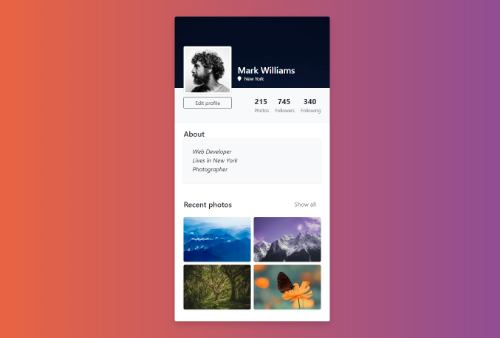 Mark Williams
New York
Edit profile
215 745 340
Photos Followers Following
About
Web Developer
Lives in New York
Photographer
Recent photos Show all